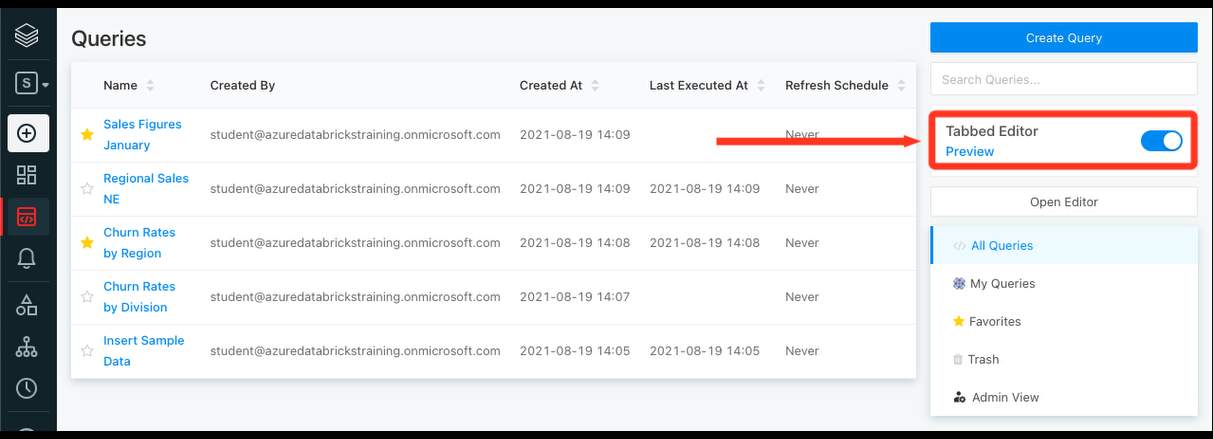 Queries
Create Query
Search Queries...
S
Name Created By Created At Last Executed At Refresh Schedule
Sales Figures
January
student@azuredatabrickstraining.onmicrosoft.com 2021-08-19 14:09 Never
Regional Sales
NE
student@azuredatabrickstraining.onmicrosoft.com 2021-08-19 14:09 2021-08-19 14:09 Never
Churn Rates
by Region
student@azuredatabrickstraining.onmicrosoft.com 2021-08-19 14:08 2021-08-19 14:08 Never
Churn Rates
by Division
student@azuredatabrickstraining.onmicrosoft.com 2021-08-19 14:07 Never
Insert Sample
Data
student@azuredatabrickstraining.onmicrosoft.com 2021-08-19 14:05 2021-08-19 14:05 Never
Tabbed Editor
Preview
Open Editor
All Queries
My Queries
Favorites
Trash
Admin View